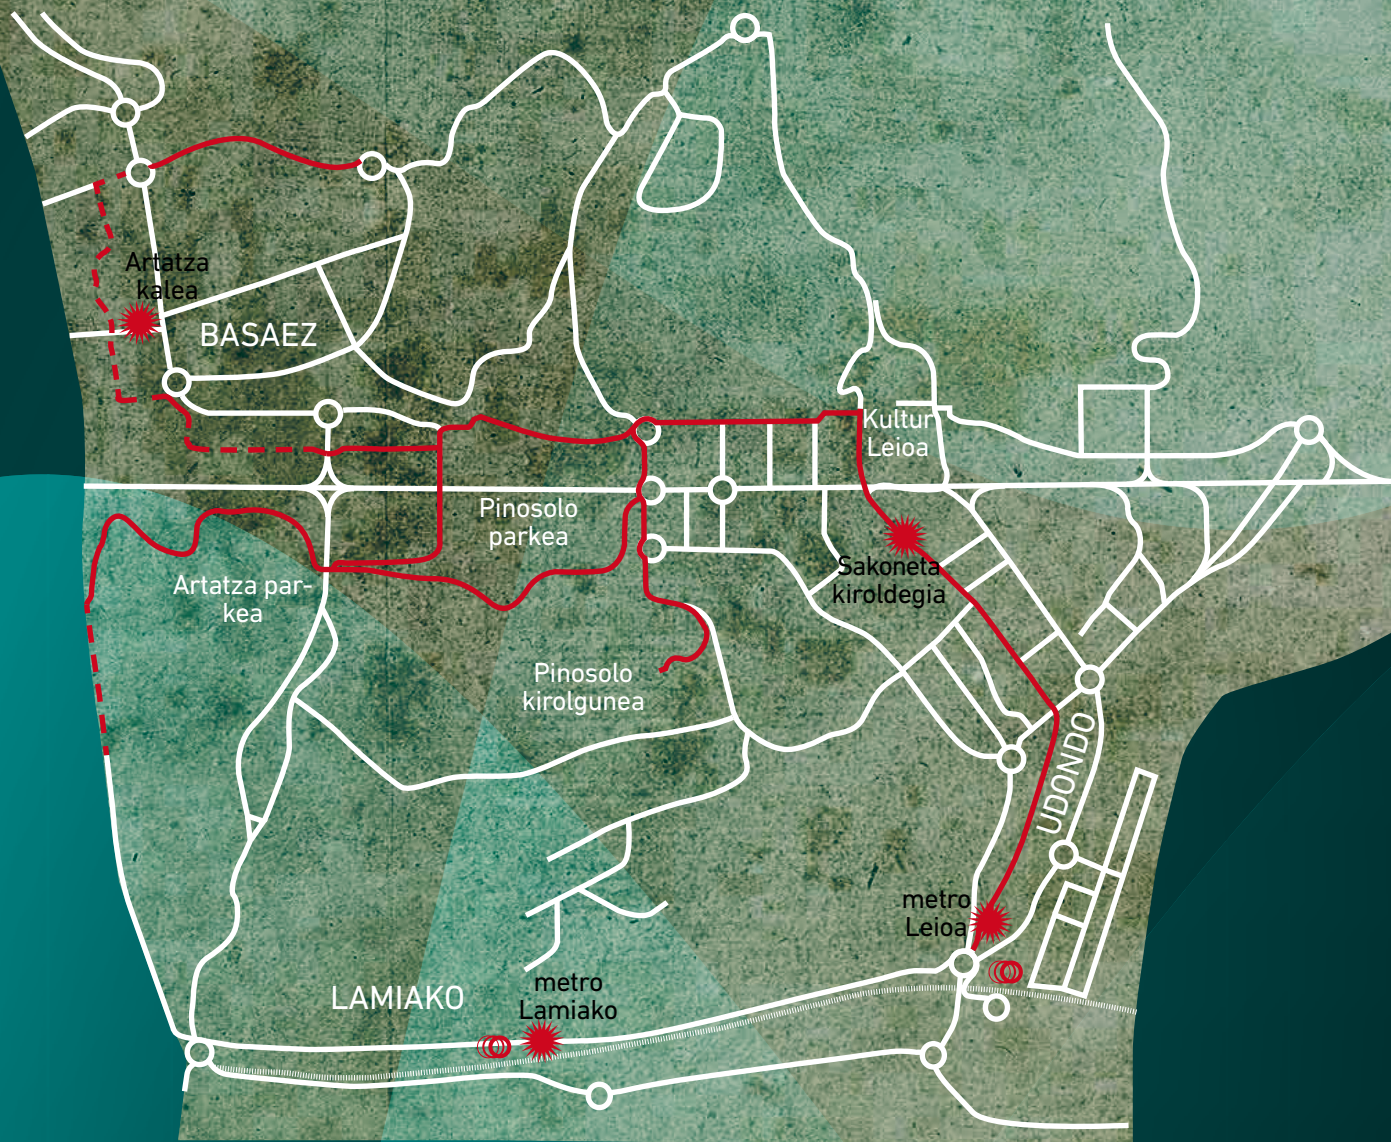 Artatza
kalea
BASAEZ
Kultur
Leioa
Pinosolo
parkea
Sakoneta
kiroldegia
Artatza par-
kea
Pinosolo
kirolgunea
UDONDO
metro
Leioa
metro
Lamiako
LAMIAKO